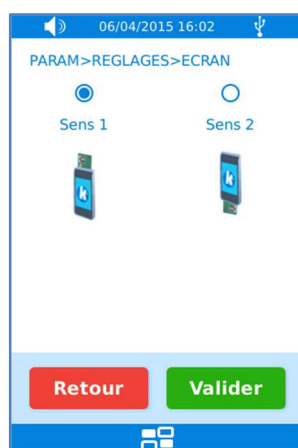 06/04/2015 16:02
PARAM>REGLAGES>ECRAN
Sens 1 Sens 2
k k
Retour Valider